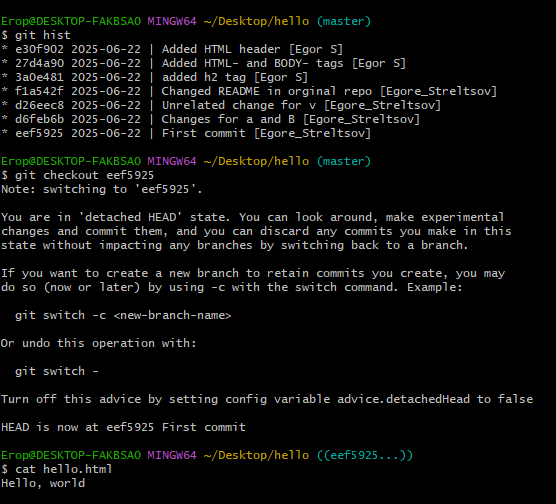 Егор@DESKTOP-FAKBSAO MINGW64 ~/Desktop/hello (master)
$ git hist
* e30f902 2025-06-22 | Added HTML header [Egor S]
* 27d4a90 2025-06-22 | Added HTML- and BODY- tags [Egor S]
* 3a0e481 2025-06-22 | added h2 tag [Egor S]
* f1a542f 2025-06-22 | Changed README in orginal repo [Egore_Streltsov]
* d26eec8 2025-06-22 | Unrelated change for v [Egore_Streltsov]
* d6feb6b 2025-06-22 | Changes for a and B [Egore_Streltsov]
* eef5925 2025-06-22 | First commit [Egore_Streltsov]
Егор@DESKTOP-FAKBSAO MINGW64 ~/Desktop/hello (master)
$ git checkout eef5925
Note: switching to 'eef5925'.
You are in 'detached HEAD' state. You can look around, make experimental
changes and commit them, and you can discard any commits you make in this
state without impacting any branches by switching back to a branch.
If you want to create a new branch to retain commits you create, you may
do so (now or later) by using -c with the switch command. Example:
git switch -c <new-branch-name>
Or undo this operation with:
git switch -
Turn off this advice by setting config variable advice.detachedHead to false
HEAD is now at eef5925 First commit
Егор@DESKTOP-FAKBSAO MINGW64 ~/Desktop/hello ((eef5925...))
$ cat hello.html
Hello, world